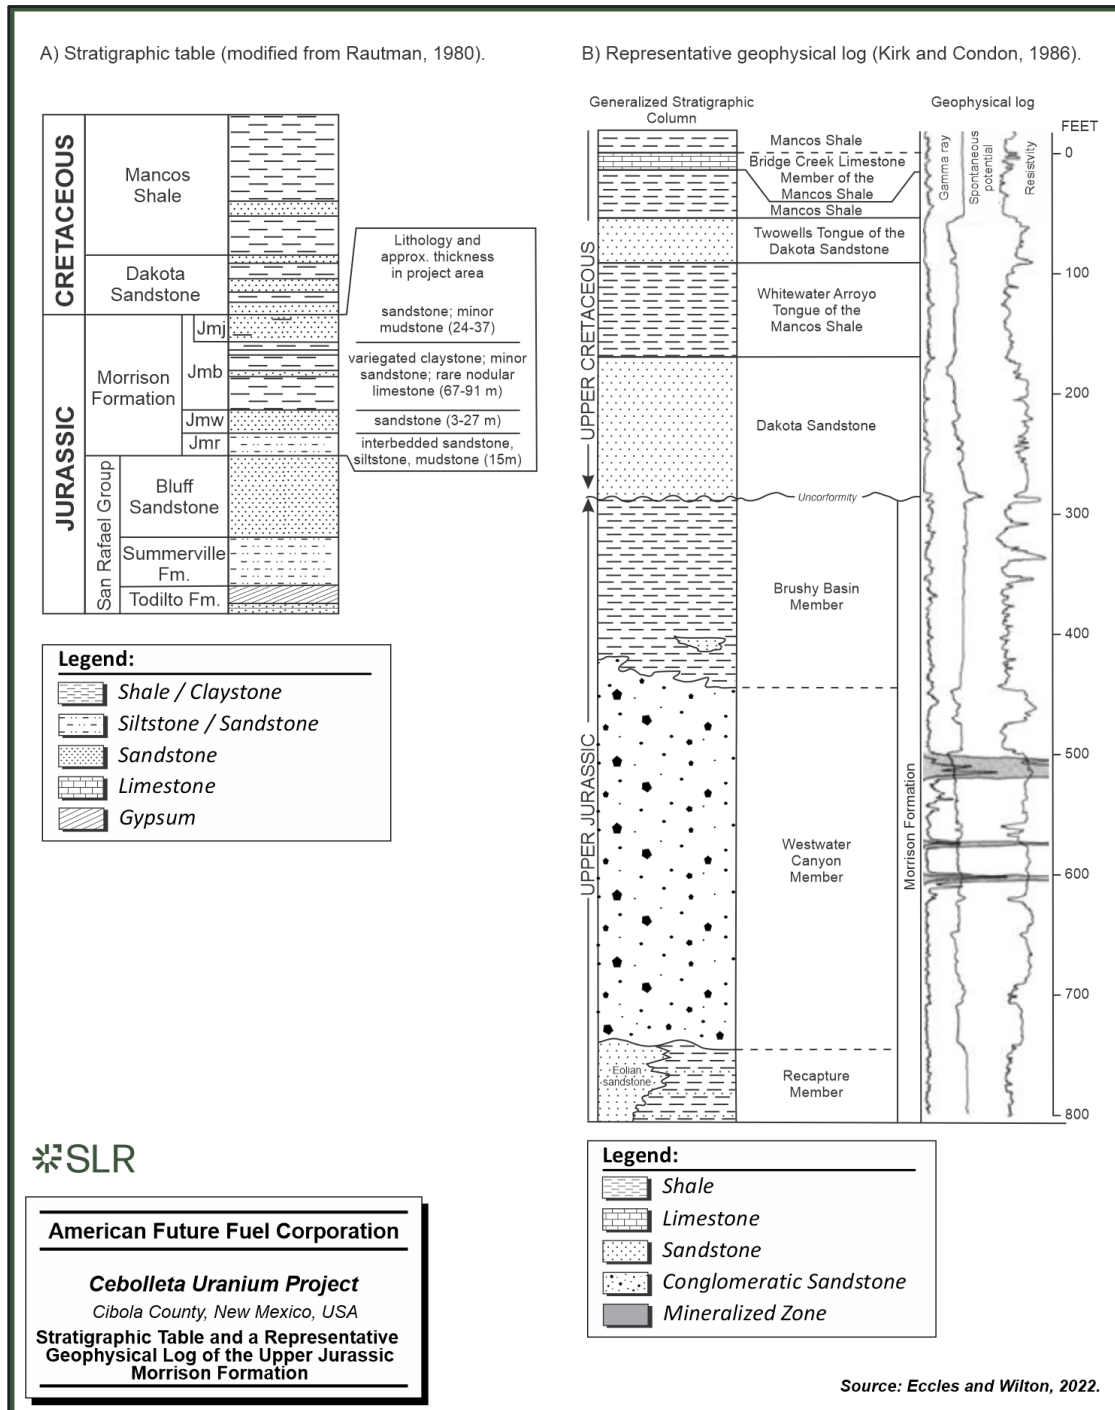 A) Stratigraphic table (modified from Rautman, 1980).
CRETACEOUS
JURASSIC
Mancos
Shale
Dakota
Sandstone
Morrison
Formation
Jmj
Jmb
Jmw
Jmr
San Rafael Group
Bluff
Sandstone
Summerville
Fm.
Todilto Fm.
Lithology and
approx. thickness
in project area
sandstone; minor
mudstone (24-37)
variegated claystone; minor
sandstone; rare nodular
limestone (67-91 m)
sandstone (3-27 m)
interbedded sandstone,
siltstone, mudstone (15m)
Legend:
Shale / Claystone
Siltstone / Sandstone
Sandstone
Limestone
Gypsum
B) Representative geophysical log (Kirk and Condon, 1986).
Generalized Stratigraphic
Column
Geophysical log
FEET
UPPER CRETACEOUS
UPPER JURASSIC
Mancos Shale
Bridge Creek Limestone
Member of the
Mancos Shale
Mancos Shale
Twowells Tongue of the
Dakota Sandstone
Whitewater Arroyo
Tongue of the
Mancos Shale
Dakota Sandstone
Uncorformity
Brushy Basin
Member
Westwater
Canyon
Member
Recapture
Member
Eolian
sandstone
Morrison Formation
Gamma ray
Spontaneous
potential
Resistvity
0
100
200
300
400
500
600
700
800
Legend:
Shale
Limestone
Sandstone
Conglomeratic Sandstone
Mineralized Zone
SLR
American Future Fuel Corporation
Cebolleta Uranium Project
Cibola County, New Mexico, USA
Stratigraphic Table and a Representative
Geophysical Log of the Upper Jurassic
Morrison Formation
Source: Eccles and Wilton, 2022.